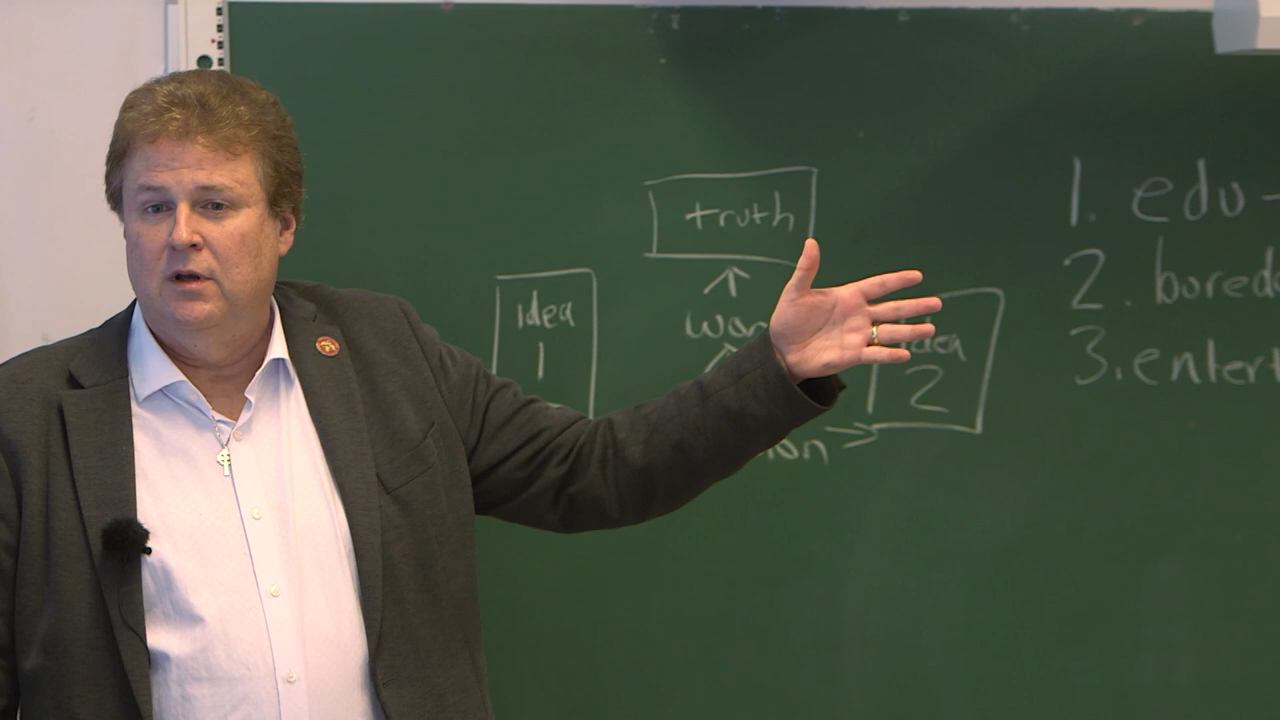 truth
idea
1
idea
2
1. edu-
2. bored
3. entert